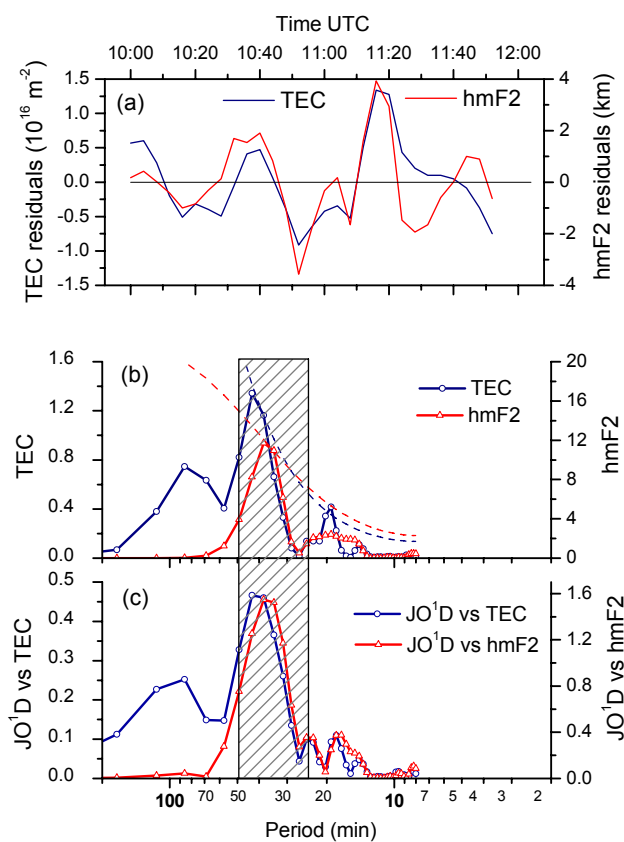 Time UTC
10:00 10:20 10:40 11:00 11:20 11:40 12:00
(a)
TEC
hmF2
1.5
1.0
0.5
0.0
-0.5
-1.0
-1.5
TEC residuals (10¹⁶ m⁻²)
4
2
0
-2
-4
hmF2 residuals (km)
(b)
TEC
hmF2
1.6
1.2
0.8
0.4
0.0
TEC
20
16
12
8
4
0
hmF2
(c)
JO¹D vs TEC
JO¹D vs hmF2
0.5
0.4
0.3
0.2
0.1
0.0
JO¹D vs TEC
1.6
1.2
0.8
0.4
0.0
JO¹D vs hmF2
100 70 50 30 20 10 7 5 4 3 2
Period (min)